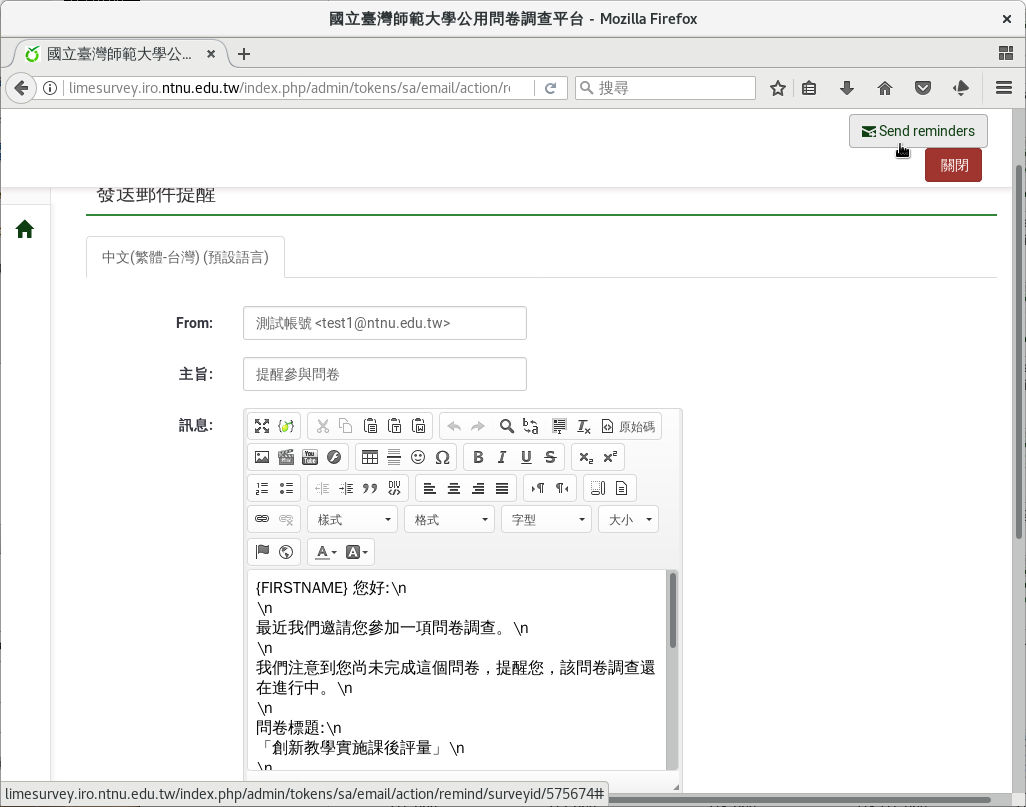 國立臺灣師範大學公用問卷調查平台 - Mozilla Firefox
國立臺灣師範大學公...
limesurvey.iro.ntnu.edu.tw/index.php/admin/tokens/sa/email/action/re
搜尋
Send reminders
關閉
發送郵件提醒
中文(繁體-台灣) (預設語言)
From: 測試帳號 <test1@ntnu.edu.tw>
主旨: 提醒參與問卷
訊息:
原始碼
樣式 格式 字型 大小
{FIRSTNAME} 您好:\n
\n
最近我們邀請您參加一項問卷調查。\n
\n
我們注意到您尚未完成這個問卷，提醒您，該問卷調查還
在進行中。\n
\n
問卷標題:\n
「創新教學實施課後評量」\n
\n
limesurvey.iro.ntnu.edu.tw/index.php/admin/tokens/sa/email/action/remind/surveyid/575674#